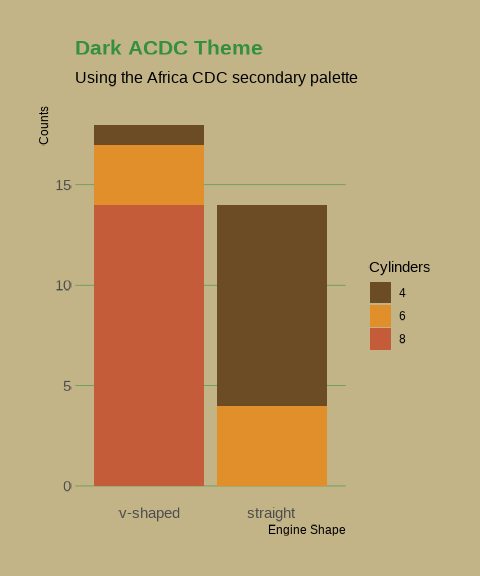 Dark ACDC Theme
Using the Africa CDC secondary palette
Counts
15
10
5
0
v-shaped
straight
Engine Shape
Cylinders
4
6
8